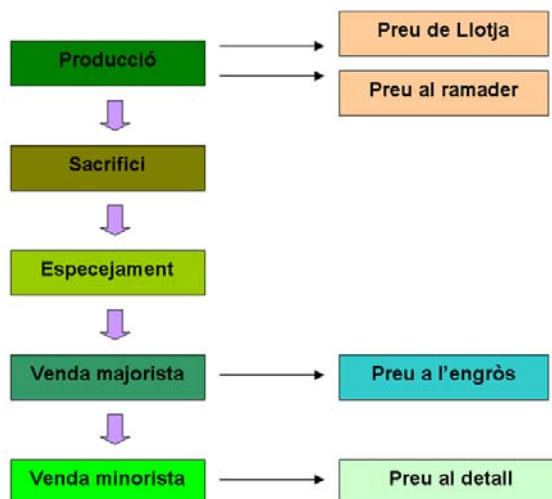 Preu de Llotja
Producció
Preu al ramader
Sacrifici
Especejament
Venda majorista
Preu a l'engròs
Venda minorista
Preu al detall